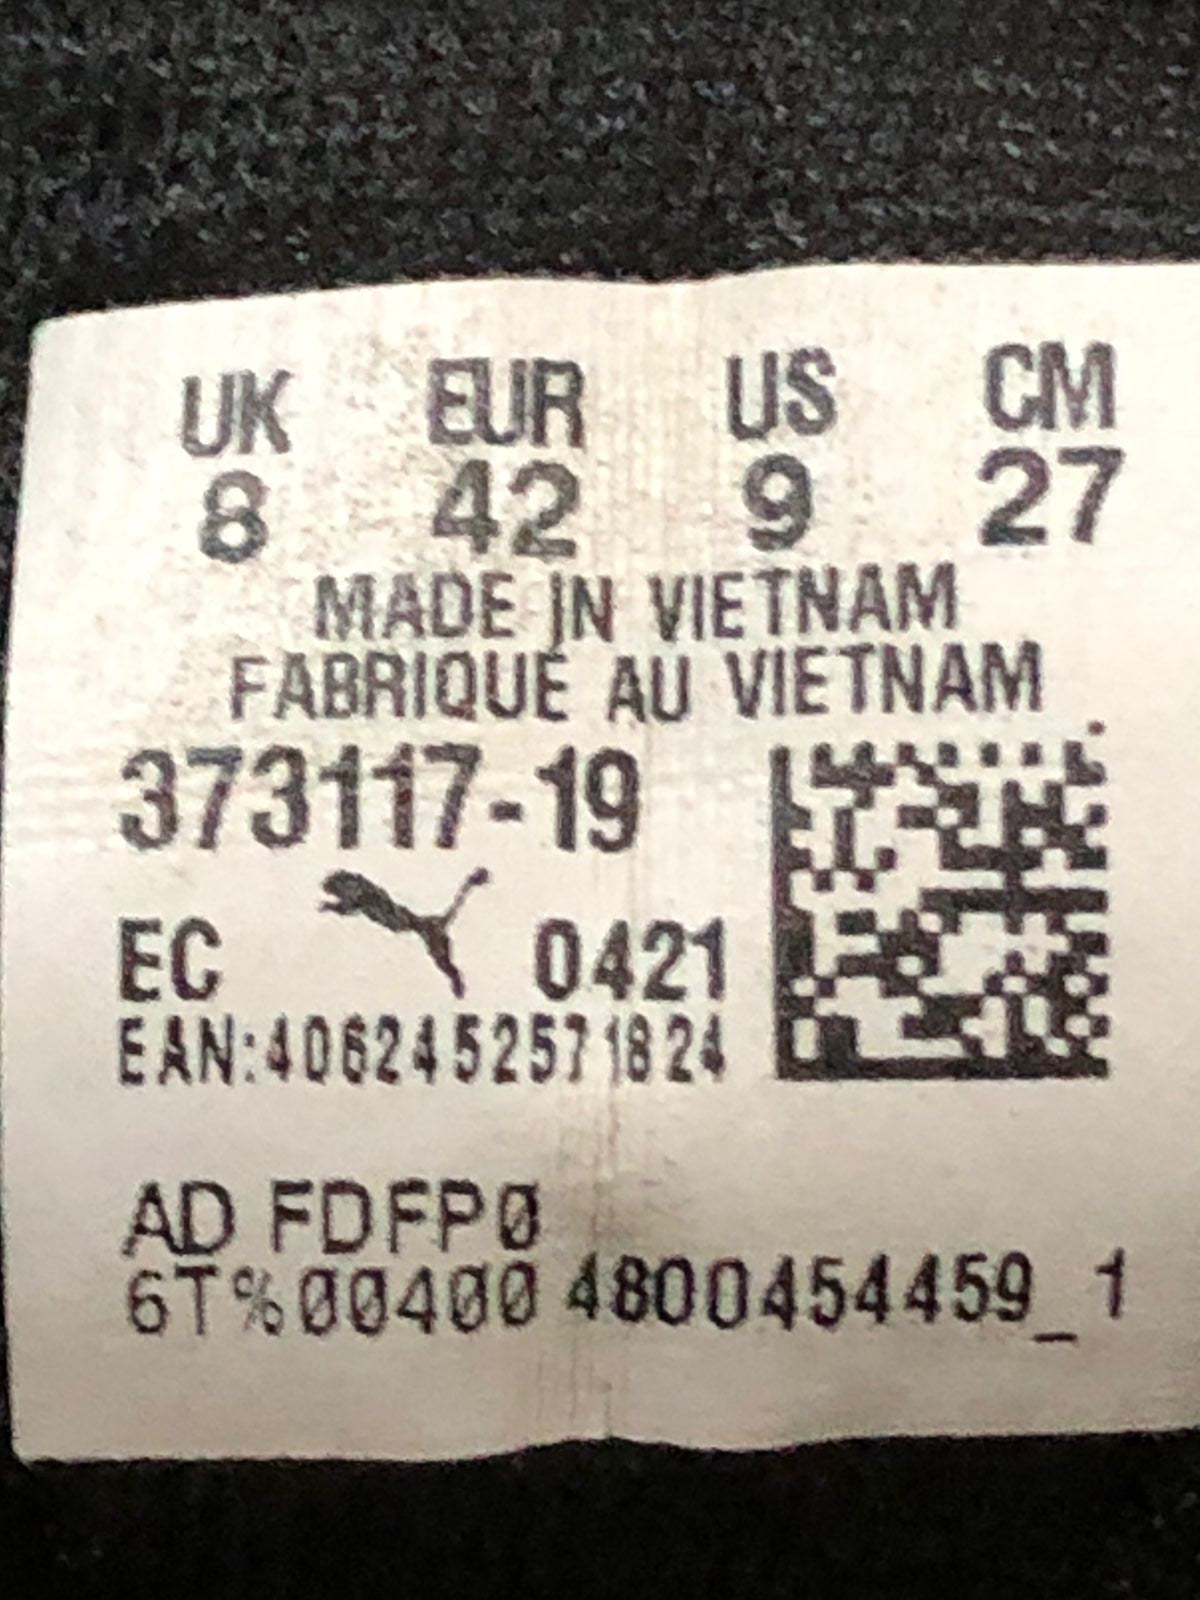 UK EUR US CM
8 42 9 27
MADE IN VIETNAM
FABRIQUÉ AU VIETNAM
373117-19
EC 0421
EAN:4062452571824
AD FDFP0
6T%00400 4800454459_1